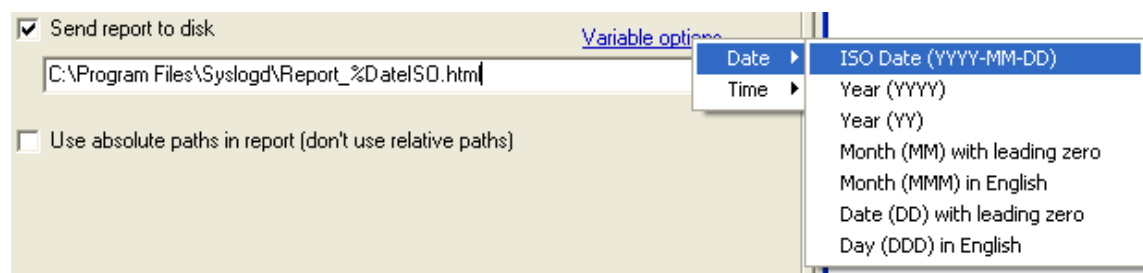 Send report to disk
Variable options
C:\Program Files\Syslogd\Report_%DateISO.html
Use absolute paths in report (don't use relative paths)
Date
Time
ISO Date (YYYY-MM-DD)
Year (YYYY)
Year (YY)
Month (MM) with leading zero
Month (MMM) in English
Date (DD) with leading zero
Day (DDD) in English